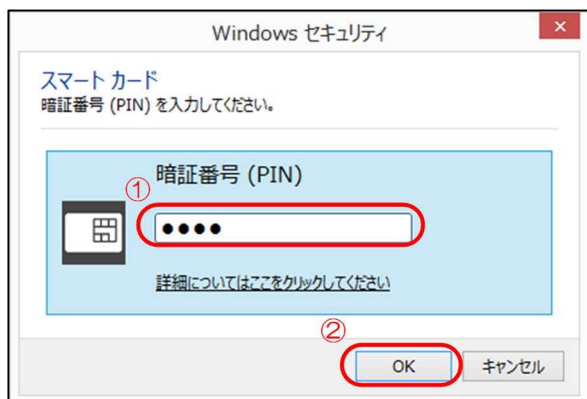 Windows セキュリティ
スマート カード
暗証番号 (PIN) を入力してください。
暗証番号 (PIN)
①
●●●●
詳細についてはここをクリックしてください
②
OK
キャンセル